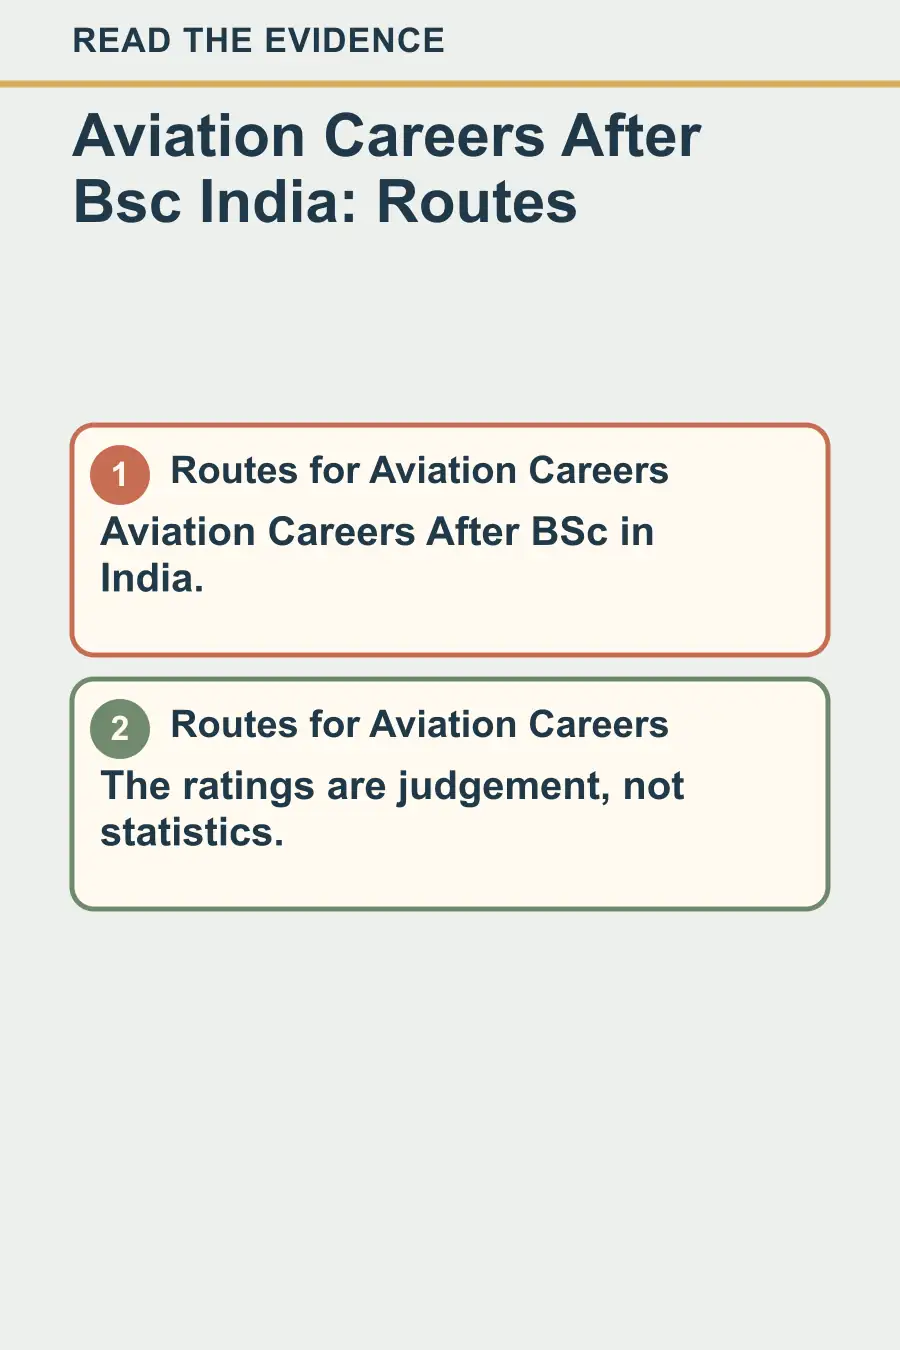 READ THE EVIDENCE
Aviation Careers After
Bsc India: Routes
1 Routes for Aviation Careers
Aviation Careers After BSc in
India.
2 Routes for Aviation Careers
The ratings are judgement, not
statistics.